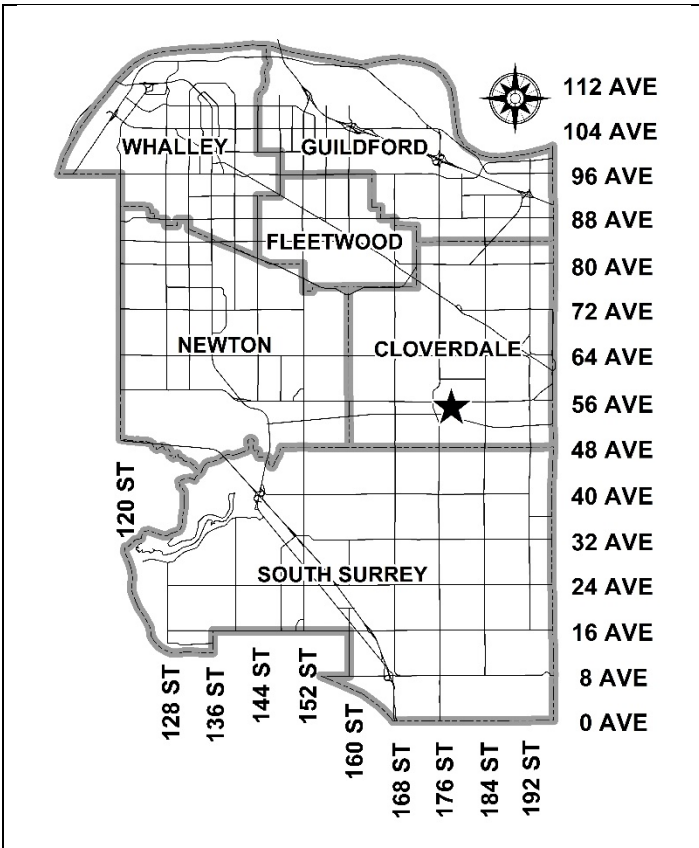 112 AVE
104 AVE
WHALLEY
GUILDFORD
96 AVE
88 AVE
FLEETWOOD
80 AVE
72 AVE
NEWTON
CLOVERDALE
64 AVE
56 AVE
48 AVE
120 ST
40 AVE
32 AVE
SOUTH SURREY
24 AVE
16 AVE
128 ST
136 ST
144 ST
152 ST
160 ST
8 AVE
0 AVE
168 ST
176 ST
184 ST
192 ST